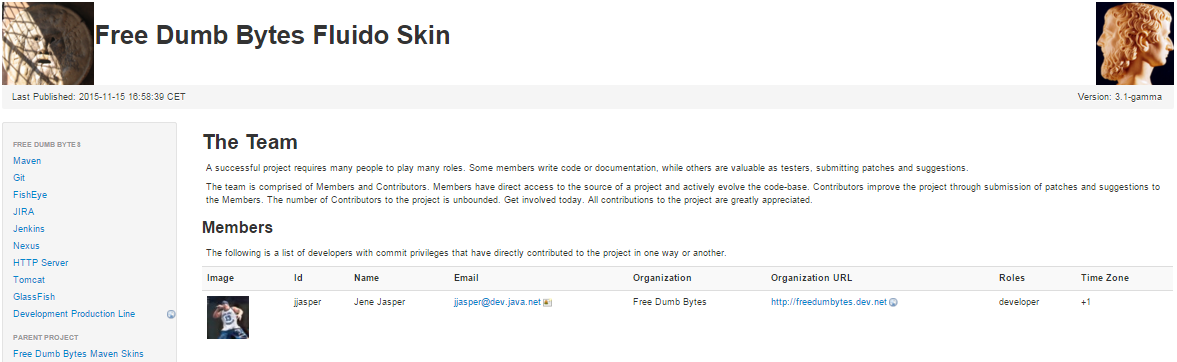 Free Dumb Bytes Fluido Skin
Last Published: 2015-11-15 16:58:39 CET
Version: 3.1-gamma
FREE DUMB BYTES
Maven
Git
FishEye
JIRA
Jenkins
Nexus
HTTP Server
Tomcat
GlassFish
Development Production Line
PARENT PROJECT
Free Dumb Bytes Maven Skins
The Team
A successful project requires many people to play many roles. Some members write code or documentation, while others are valuable as testers, submitting patches and suggestions.
The team is comprised of Members and Contributors. Members have direct access to the source of a project and actively evolve the code-base. Contributors improve the project through submission of patches and suggestions to
the Members. The number of Contributors to the project is unbounded. Get involved today. All contributions to the project are greatly appreciated.
Members
The following is a list of developers with commit privileges that have directly contributed to the project in one way or another.
Image Id Name Email Organization Organization URL Roles Time Zone
jjasper Jene Jasper jjasper@dev.java.net Free Dumb Bytes http://freedumbytes.dev.net developer +1